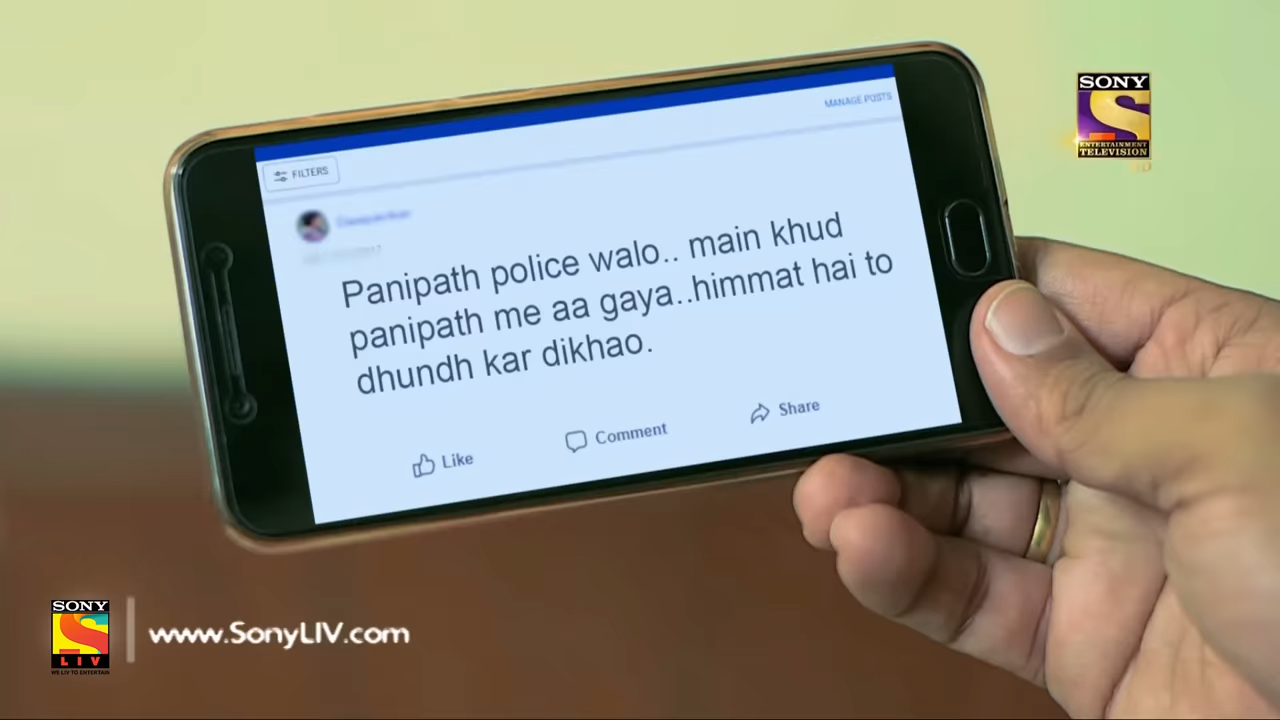 SONY
ENTERTAINMENT
TELEVISION
MANAGE POSTS
FILTERS
Panipath police walo.. main khud
panipath me aa gaya..himmat hai to
dhundh kar dikhao.
Like
Comment
Share
SONY
LIV
WE LIV TO ENTERTAIN
www.SonyLIV.com